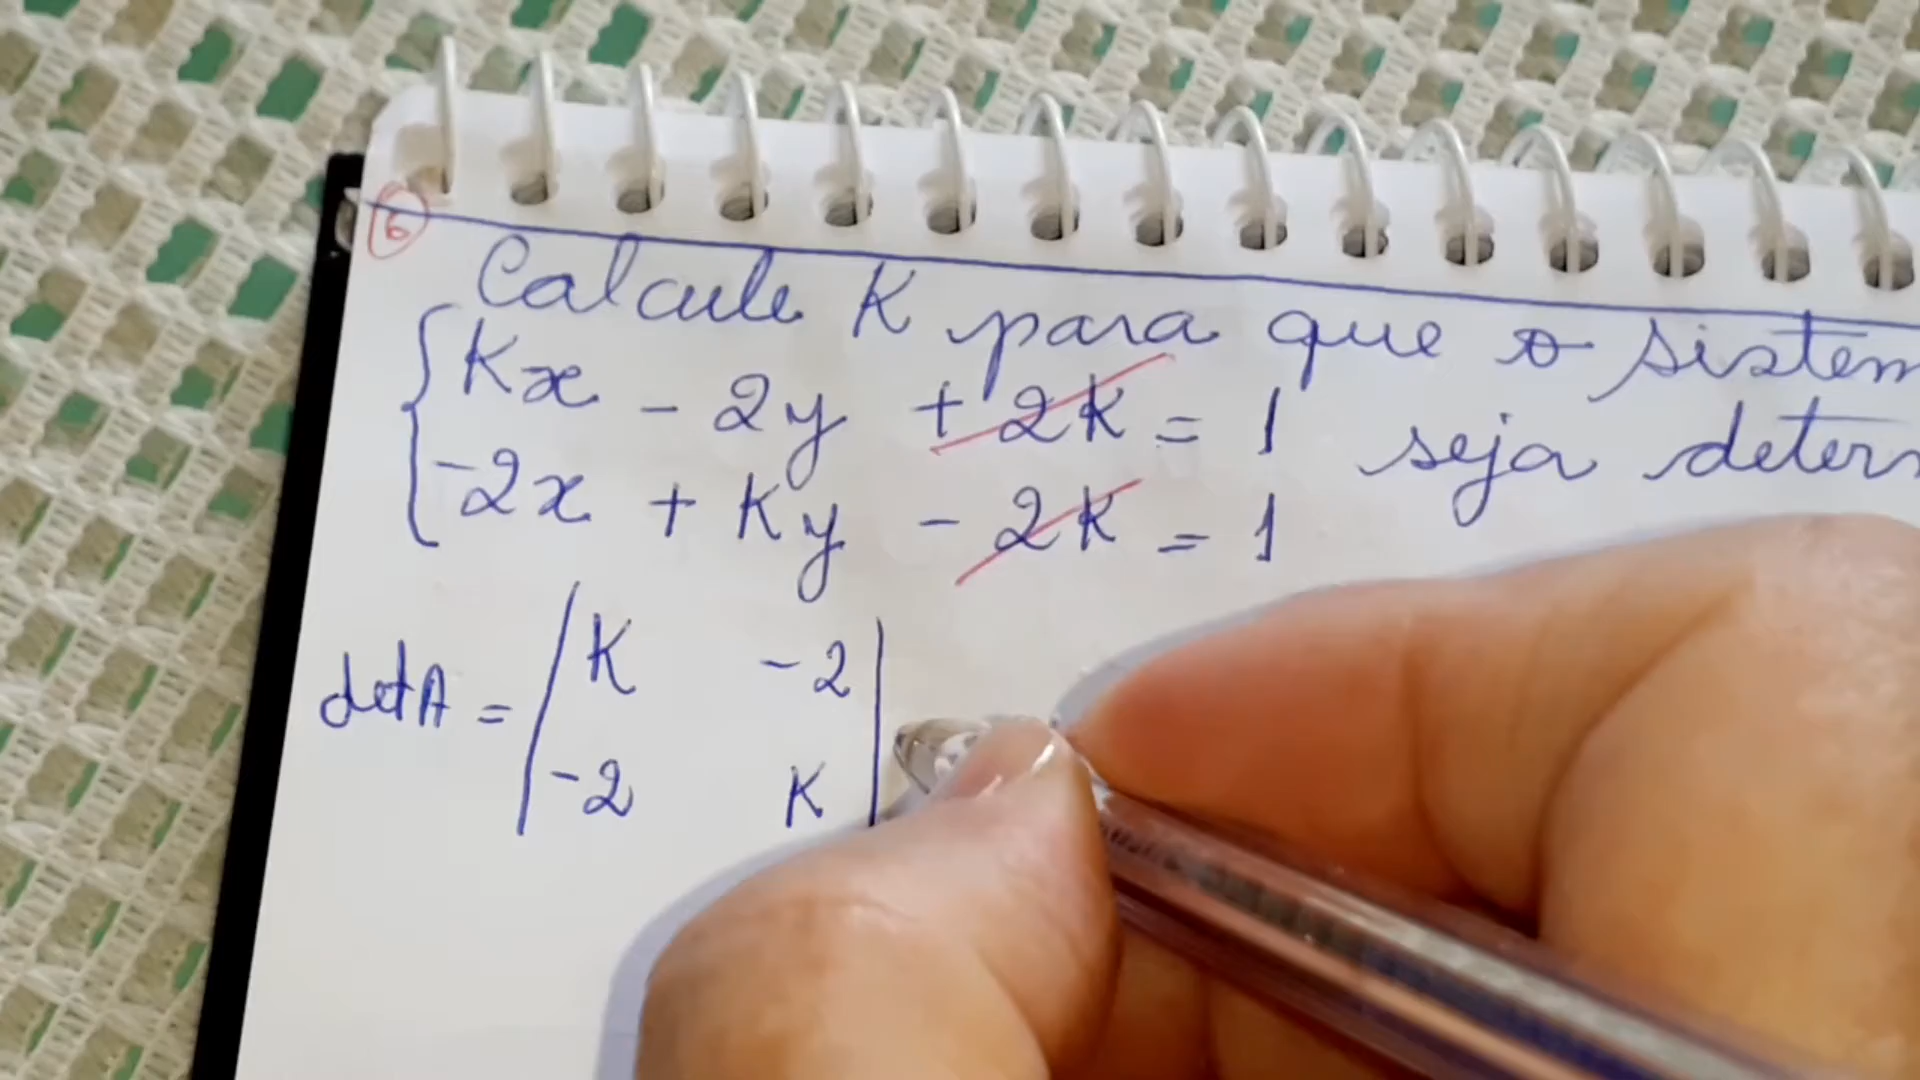 6
Calcule K para que o sistem
Kx - 2y + 2K = 1 seja deter
-2x + Ky - 2K = 1
detA = | K -2 |
| -2 K |